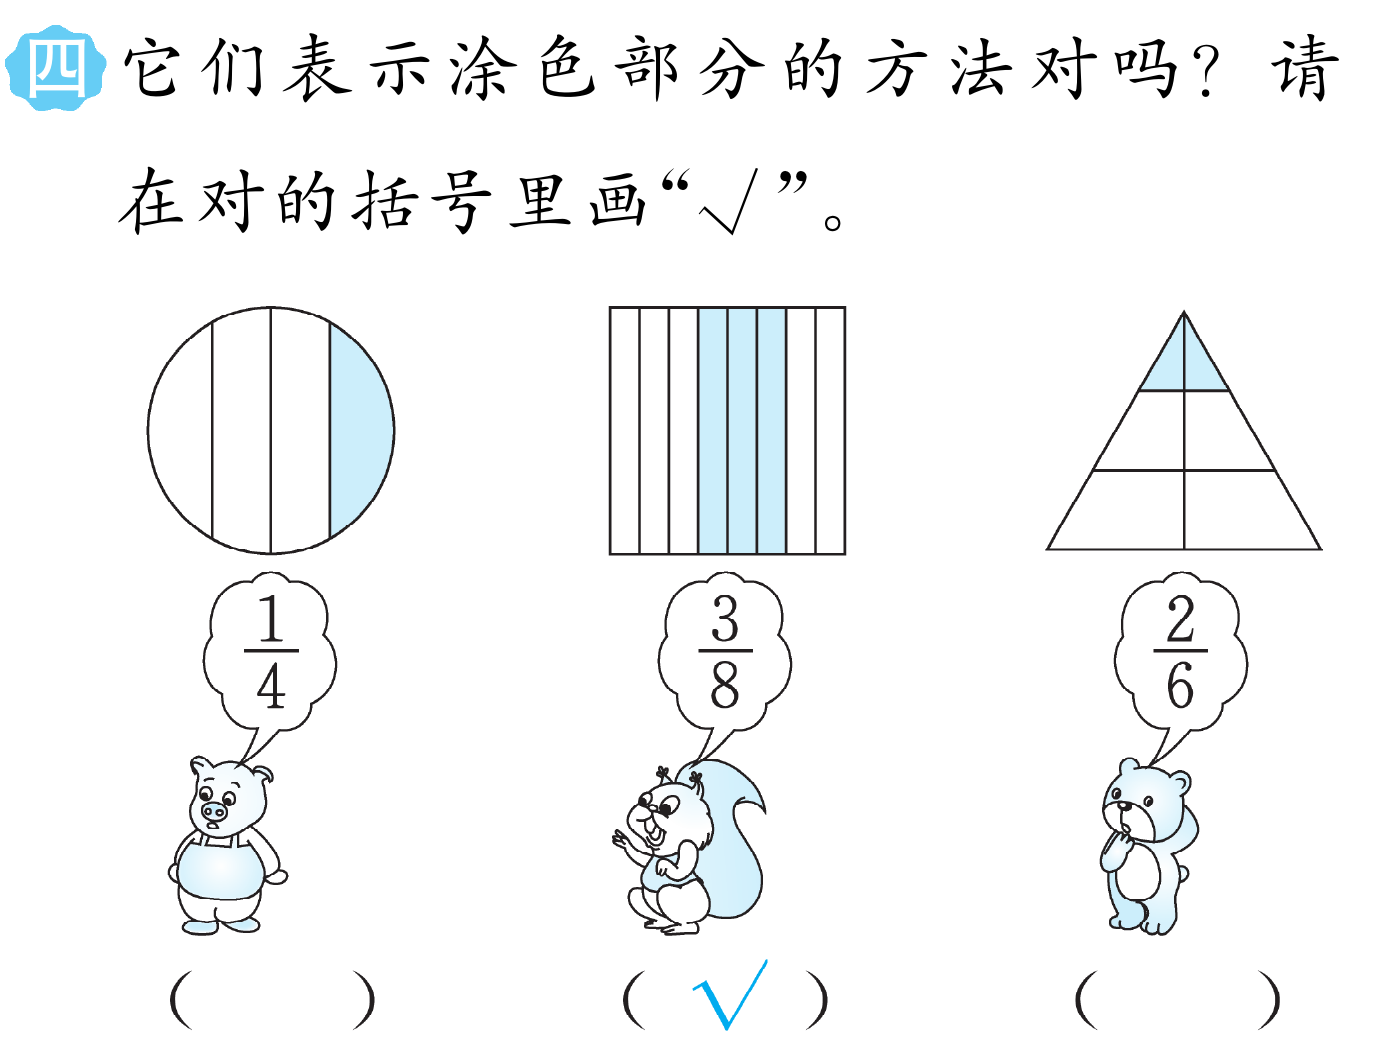 四 它们表示涂色部分的方法对吗？请
在对的括号里画“√”。
1/4 3/8 2/6
( ) ( √ ) ( )